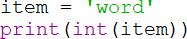 item = 'word'
print(int(item))